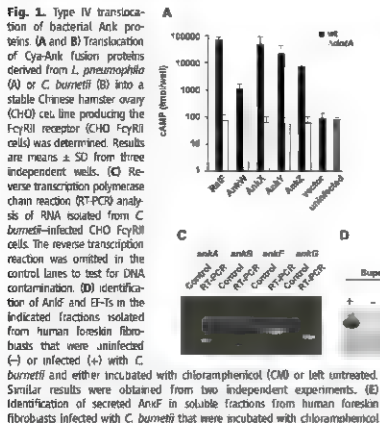 Fig. 1. Type IV transloca-
tion of bacterial Ank pro-
teins. (A and B) Translocation
of Cya-Ank fusion proteins
derived from L. pneumophila
(A) or C. burnetii (B) into a
stable Chinese hamster ovary
(CHO) cell line producing the
FcγRII receptor (CHO FcγRII
cells) was determined. Results
are means ± SD from three
independent wells. (C) Re-
verse transcription polymerase
chain reaction (RT-PCR) analy-
sis of RNA isolated from C.
burnetii–infected CHO FcγRII
cells. The reverse transcription
reaction was omitted in the
control lanes to test for DNA
contamination. (D) Identifica-
tion of AnkF and EF-Ts in the
indicated fractions isolated
from human foreskin fibro-
blasts that were uninfected
(–) or infected (+) with C.
burnetii and either incubated with chloramphenicol (CM) or left untreated.
Similar results were obtained from two independent experiments. (E)
Identification of secreted AnkF in soluble fractions from human foreskin
fibroblasts infected with C. burnetii that were incubated with chloramphenicol
A
100000
10000
1000
100
10
1
cAMP (fmol/well)
wt
ΔdotA
RalF
AnkN
AnkX
AnkY
AnkZ
vector
uninfected
C
ankA ankB ankF ankG
Control RT-PCR Control RT-PCR Control RT-PCR Control RT-PCR
D
Supe
+ -